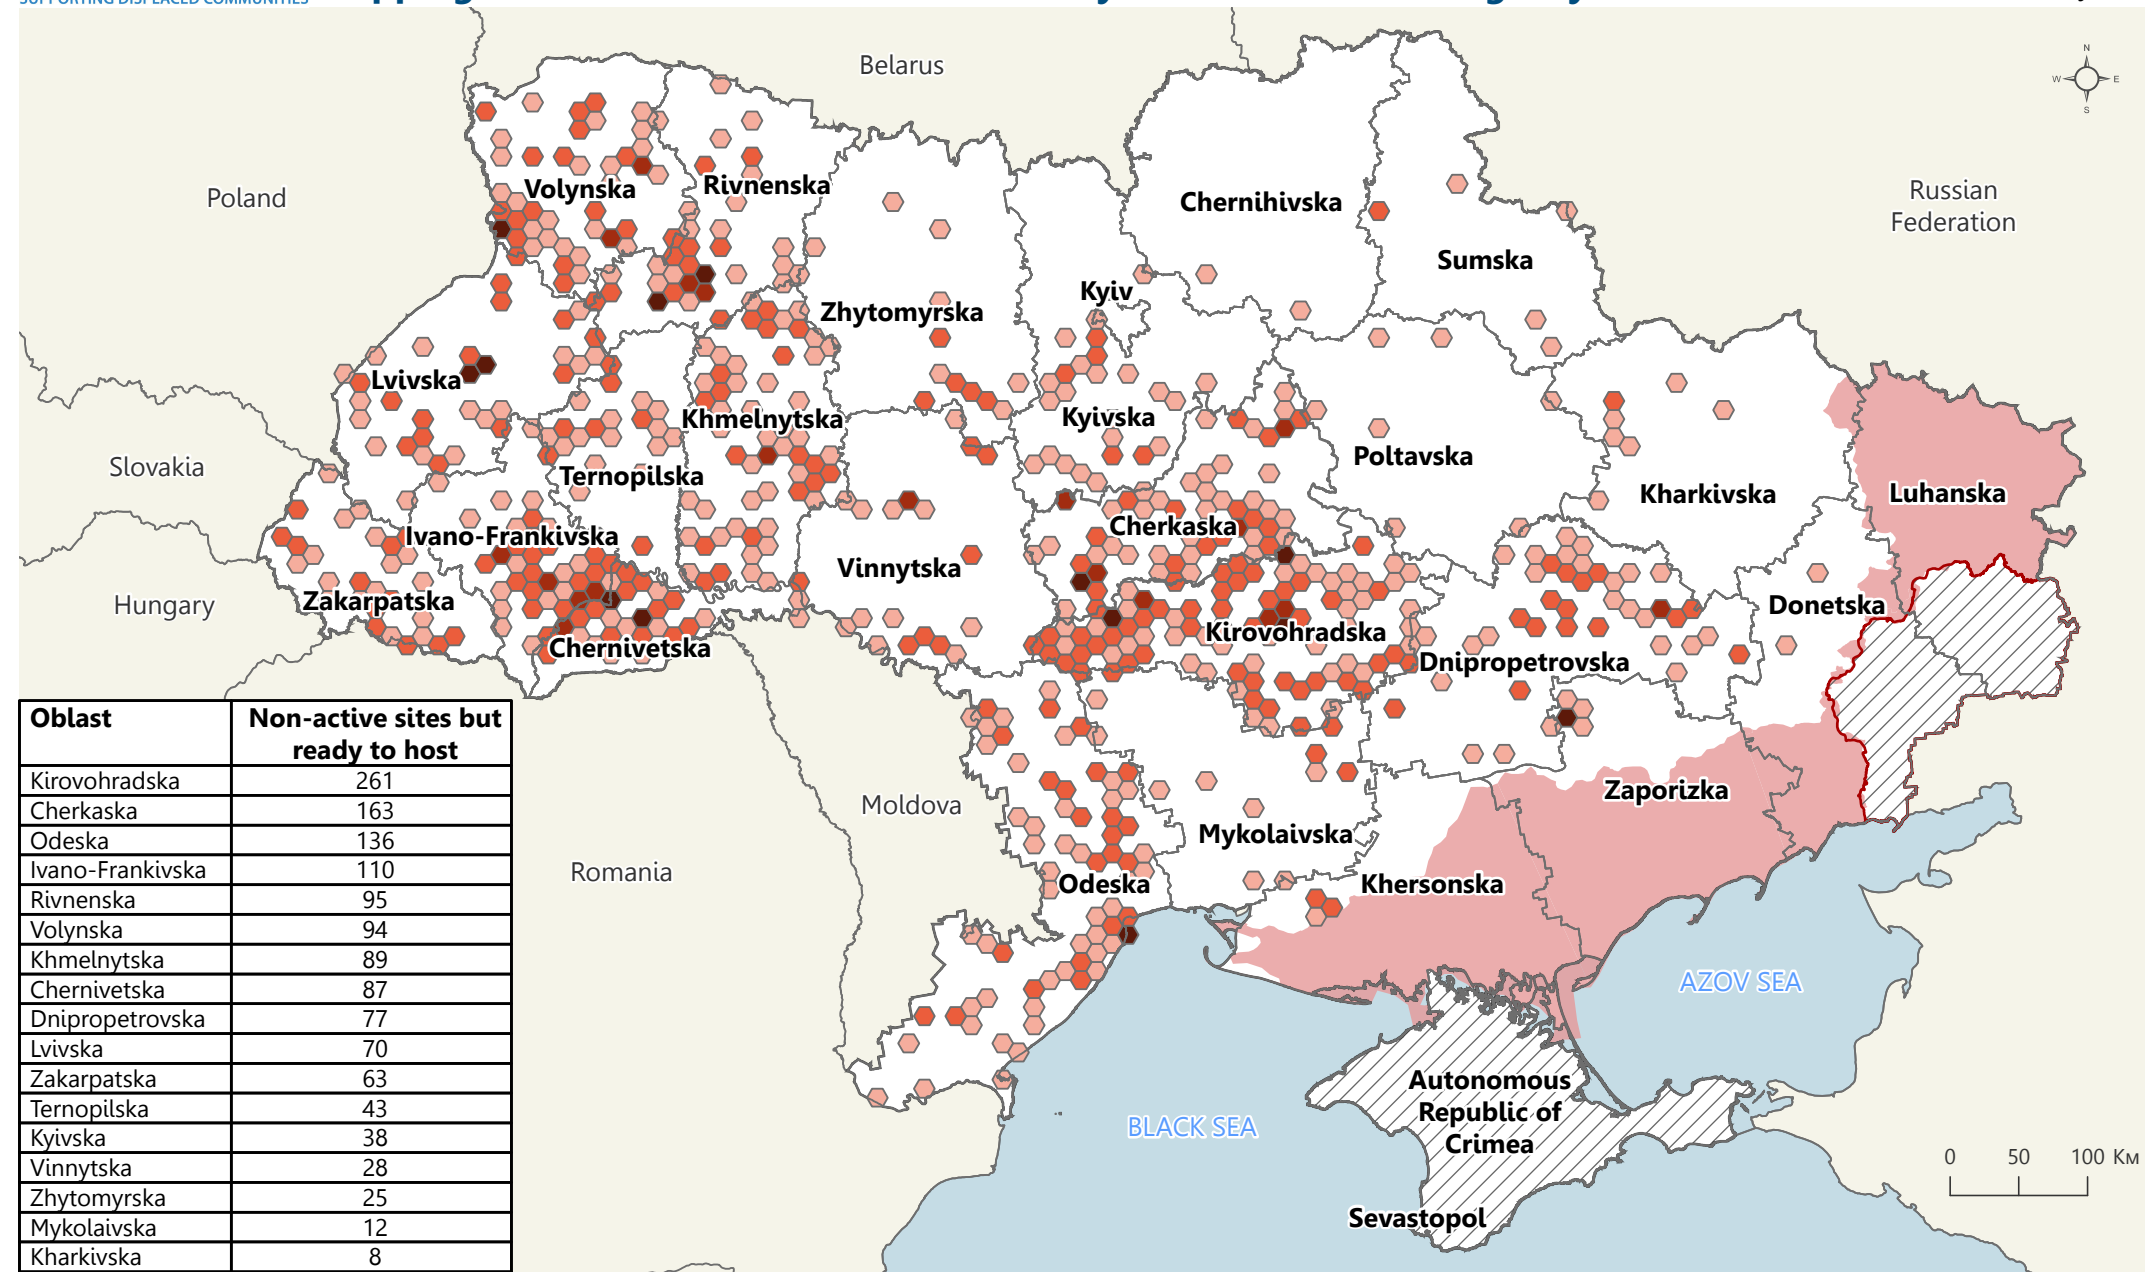 SUPPORTING DISPLACED COMMUNITIES
Belarus
N
W
E
S
Poland
Volynska
Rivnenska
Chernihivska
Russian
Federation
Sumska
Kyiv
Zhytomyrska
Lvivska
Khmelnytska
Kyivska
Poltavska
Slovakia
Ternopilska
Kharkivska
Luhanska
Ivano-Frankivska
Cherkaska
Vinnytska
Hungary
Zakarpatska
Donetska
Chernivetska
Kirovohradska
Dnipropetrovska
Moldova
Zaporizka
Mykolaivska
Romania
Odeska
Khersonska
AZOV SEA
Autonomous
Republic of
Crimea
BLACK SEA
Sevastopol
0 50 100 Км
Oblast Non-active sites but
ready to host
Kirovohradska 261
Cherkaska 163
Odeska 136
Ivano-Frankivska 110
Rivnenska 95
Volynska 94
Khmelnytska 89
Chernivetska 87
Dnipropetrovska 77
Lvivska 70
Zakarpatska 63
Ternopilska 43
Kyivska 38
Vinnytska 28
Zhytomyrska 25
Mykolaivska 12
Kharkivska 8